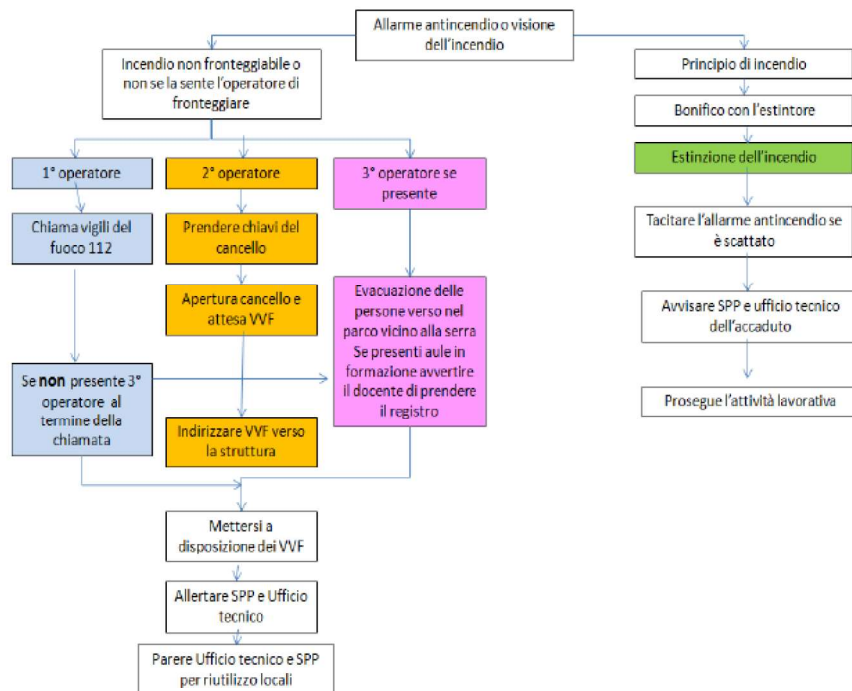 Allarme antincendio o visione
dell'incendio
Incendio non fronteggiabile o
non se la sente l'operatore di
fronteggiare
Principio di incendio
Bonifico con l'estintore
Estinzione dell'incendio
Tacitare l'allarme antincendio se
è scattato
Avvisare SPP e ufficio tecnico
dell'accaduto
Prosegue l'attività lavorativa
1° operatore
Chiama vigili del
fuoco 112
Se non presente 3°
operatore al
termine della
chiamata
2° operatore
Prendere chiavi del
cancello
Apertura cancello e
attesa VVF
Indirizzare VVF verso
la struttura
3° operatore se
presente
Evacuazione delle
persone verso nel
parco vicino alla serra
Se presenti aule in
formazione avvertire
il docente di prendere
il registro
Mettersi a
disposizione dei VVF
Allertare SPP e Ufficio
tecnico
Parere Ufficio tecnico e SPP
per riutilizzo locali